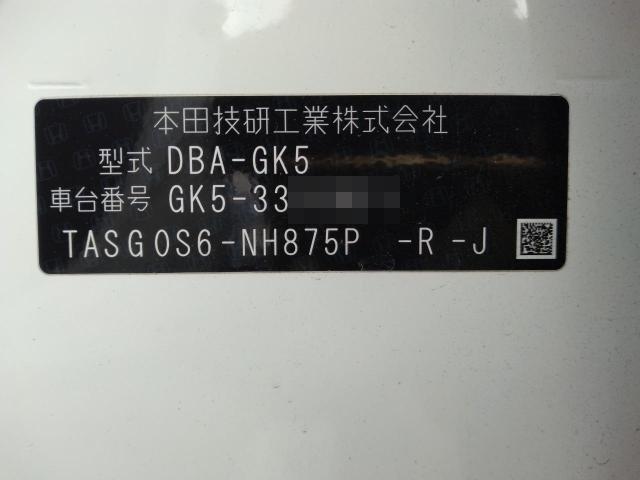 本田技研工業株式会社
型式 DBA-GK5
車台番号 GK5-33
TASG0S6-NH875P -R-J